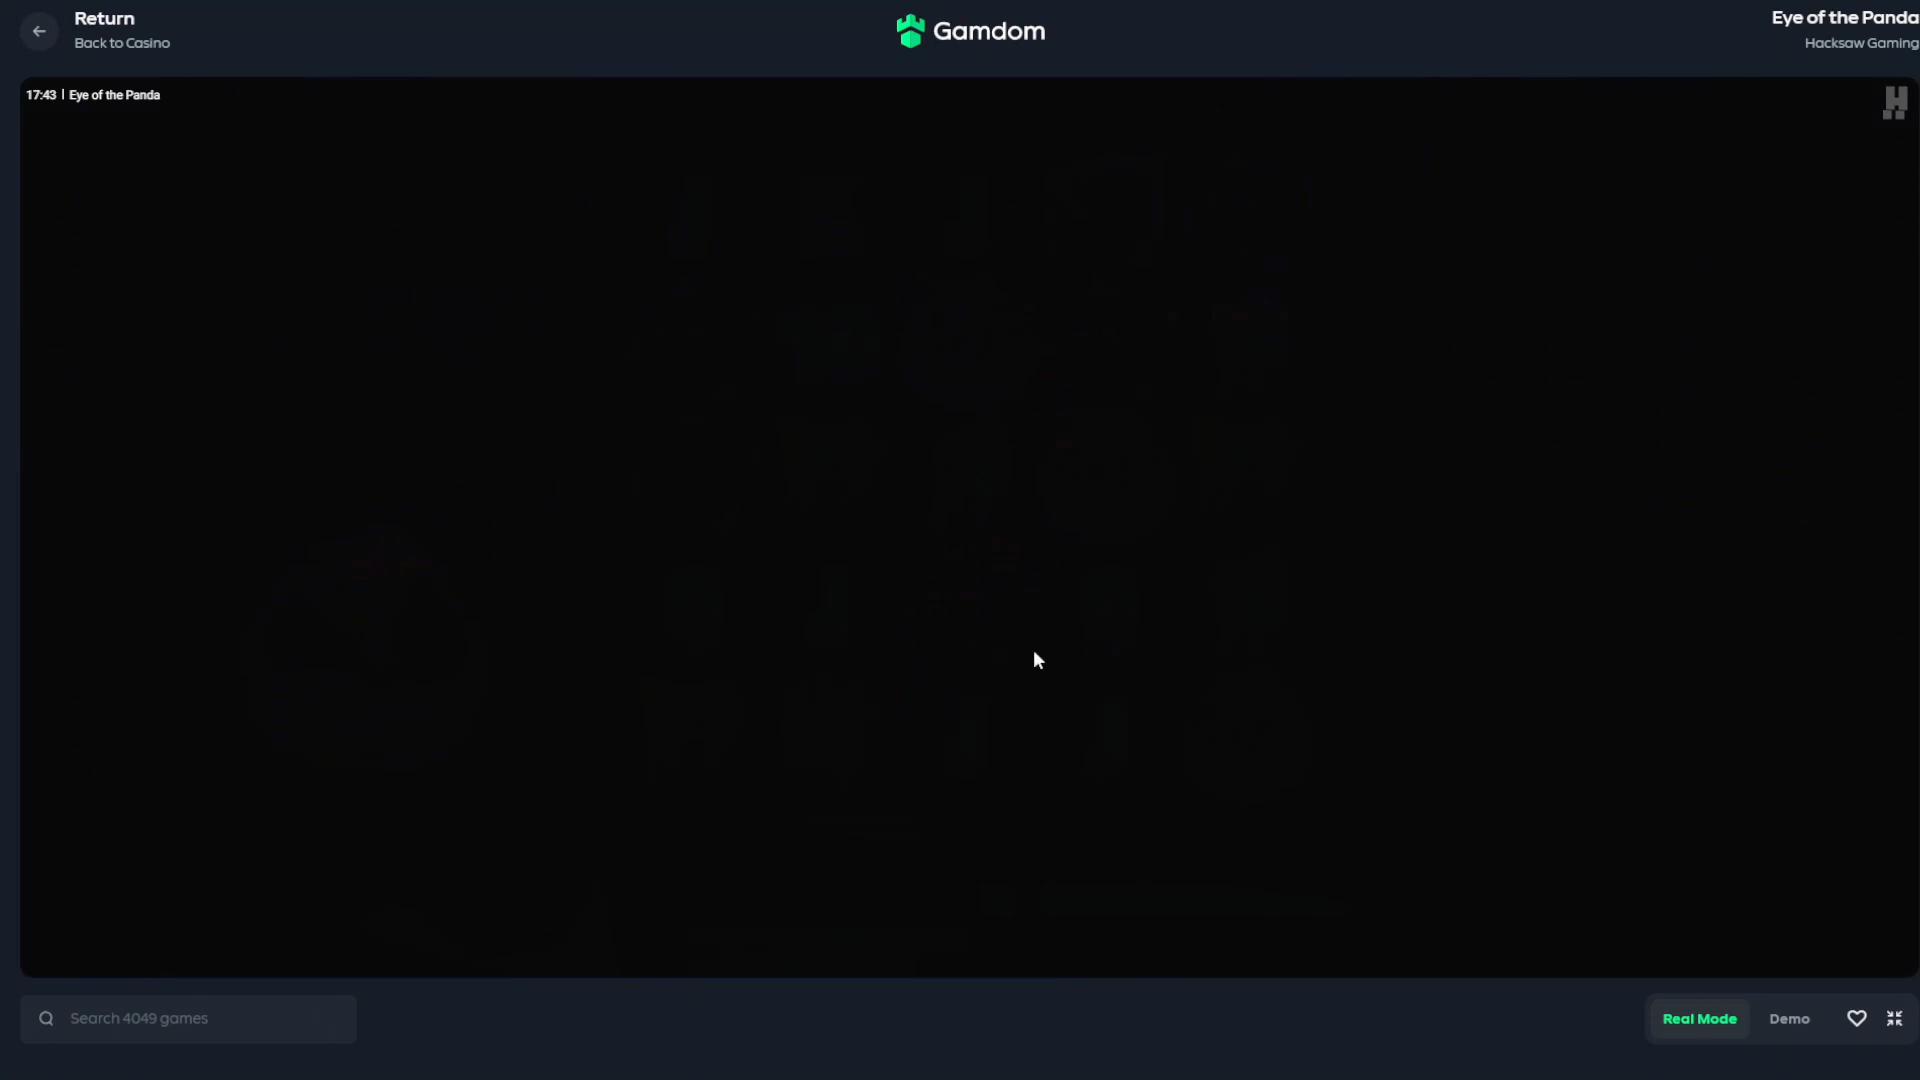 Return
Back to Casino
Gamdom
Eye of the Panda
Hacksaw Gaming
17:43 | Eye of the Panda
Search 4049 games
Real Mode
Demo